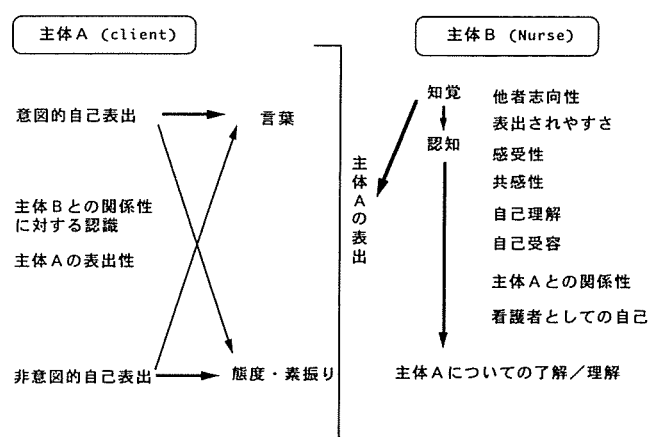 主体A (client)
意図的自己表出
言葉
主体Bとの関係性
に対する認識
主体Aの表出性
非意図的自己表出
態度・素振り
主体Aの表出
主体B (Nurse)
知覚
認知
他者志向性
表出されやすさ
感受性
共感性
自己理解
自己受容
主体Aとの関係性
看護者としての自己
主体Aについての了解/理解